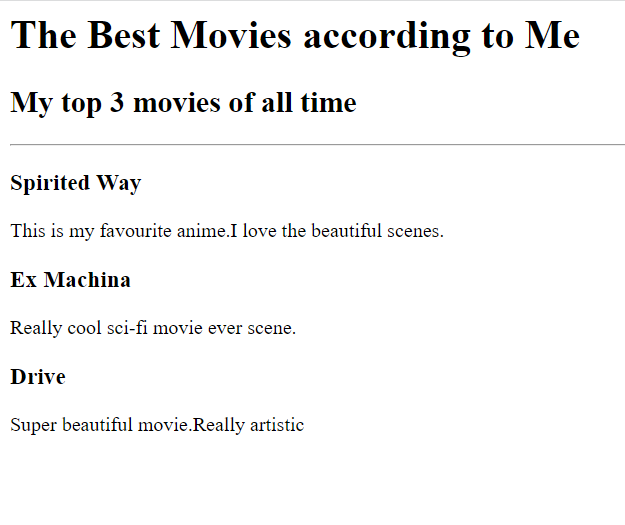 The Best Movies according to Me
My top 3 movies of all time
Spirited Way
This is my favourite anime.I love the beautiful scenes.
Ex Machina
Really cool sci-fi movie ever scene.
Drive
Super beautiful movie.Really artistic